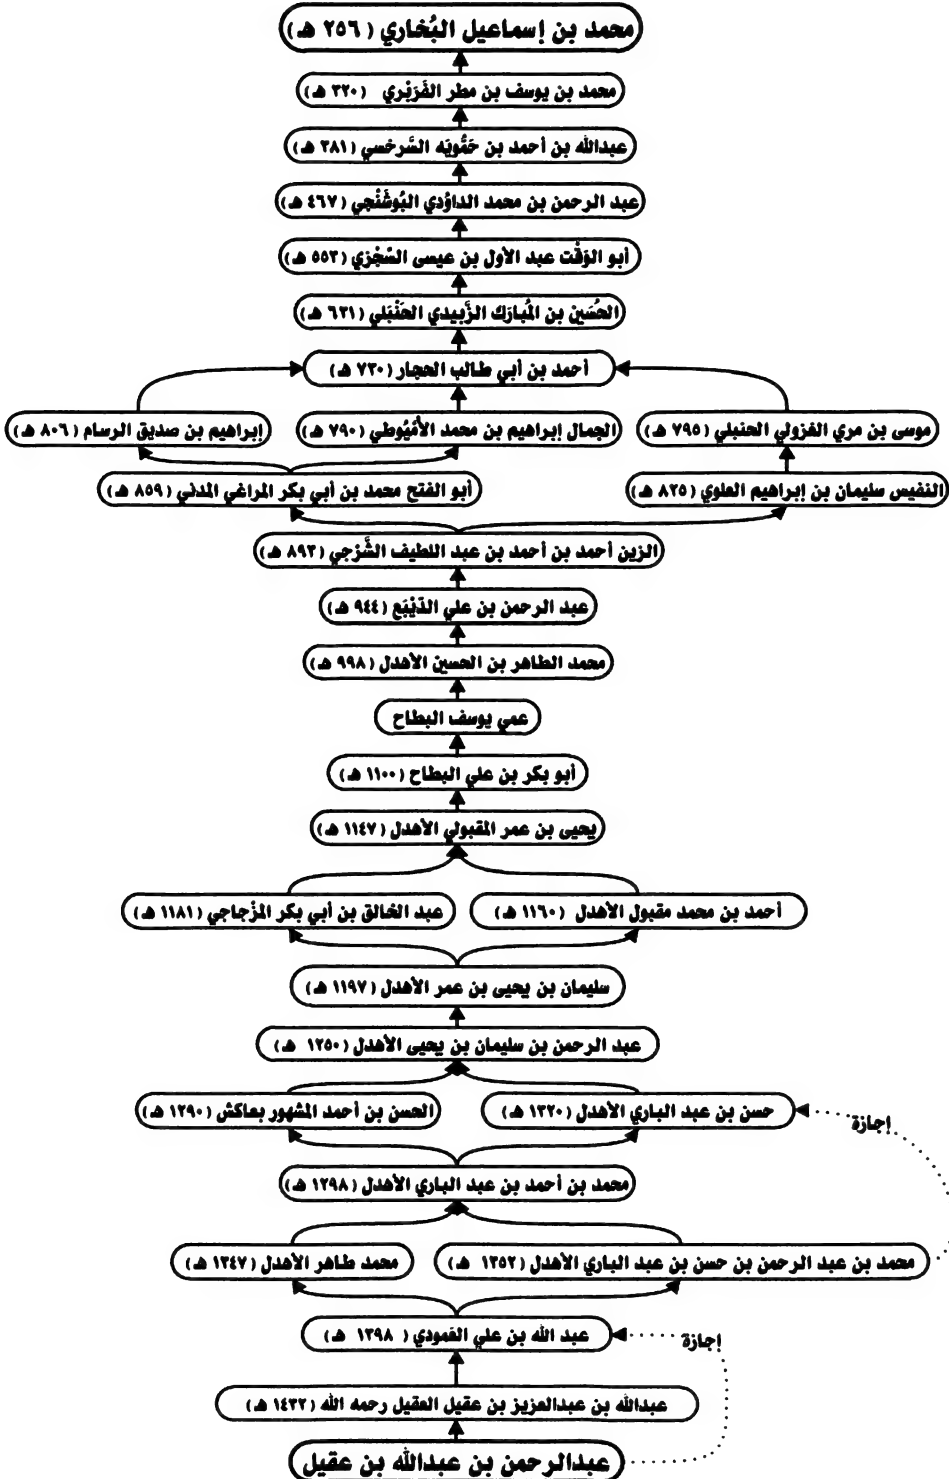 محمد بن إسماعيل البُخاري ( ٢٥٦ هـ )
محمد بن يوسف بن مطر الفَرَبْري ( ٣٢٠ هـ )
عبدالله بن أحمد بن حَمُّويَه السَّرخسي ( ٣٨١ هـ )
عبد الرحمن بن محمد الداوُدي البُوشَنْجي ( ٤٦٧ هـ )
أبو الوَقْت عبد الأول بن عيسى السِّجْزي ( ٥٥٣ هـ )
الحُسَيْن بن المُبارَك الزَّبيدي الحَنْبَلي ( ٦٣١ هـ )
أحمد بن أبي طالب الحجار ( ٧٣٠ هـ )
موسى بن مري الغزولي الحنبلي ( ٧٩٥ هـ )
الجمال إبراهيم بن محمد الأُمْيُوطي ( ٧٩٠ هـ )
إبراهيم بن صديق الرسام ( ٨٠٦ هـ )
النفيس سليمان بن إبراهيم العلوي ( ٨٢٥ هـ )
أبو الفتح محمد بن أبي بكر المراغي المدني ( ٨٥٩ هـ )
الزين أحمد بن أحمد بن عبد اللطيف الشَّرْجي ( ٨٩٣ هـ )
عبد الرحمن بن علي الدَّيْبَع ( ٩٤٤ هـ )
محمد الطاهر بن الحسين الأهدل ( ٩٩٨ هـ )
عمي يوسف البطاح
أبو بكر بن علي البطاح ( ١١٠٠ هـ )
يحيى بن عمر المقبولي الأهدل ( ١١٤٧ هـ )
أحمد بن محمد مقبول الأهدل ( ١١٦٠ هـ )
عبد الخالق بن أبي بكر المزْجاجي ( ١١٨١ هـ )
سليمان بن يحيى بن عمر الأهدل ( ١١٩٧ هـ )
عبد الرحمن بن سليمان بن يحيى الأهدل ( ١٢٥٠ هـ )
حسن بن عبد الباري الأهدل ( ١٣٢٠ هـ )
الحسن بن أحمد المشهور بعاكش ( ١٢٩٠ هـ )
إجازة
محمد بن أحمد بن عبد الباري الأهدل ( ١٢٩٨ هـ )
محمد بن عبد الرحمن بن حسن بن عبد الباري الأهدل ( ١٣٥٢ هـ )
محمد طاهر الأهدل ( ١٣٤٧ هـ )
عبد الله بن علي العَمودي ( ١٣٩٨ هـ )
إجازة
عبدالله بن عبدالعزيز بن عقيل العقيل رحمه الله ( ١٤٣٢ هـ )
عبدالرحمن بن عبدالله بن عقيل